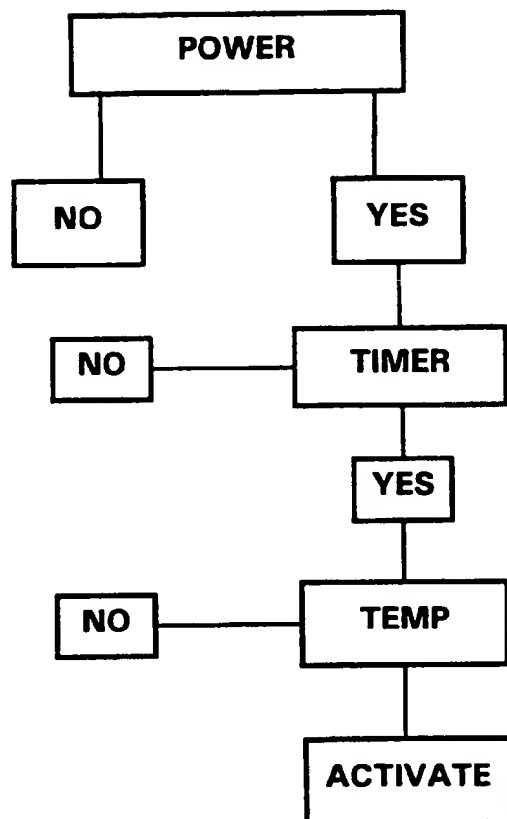 POWER
NO
YES
NO
TIMER
YES
NO
TEMP
ACTIVATE